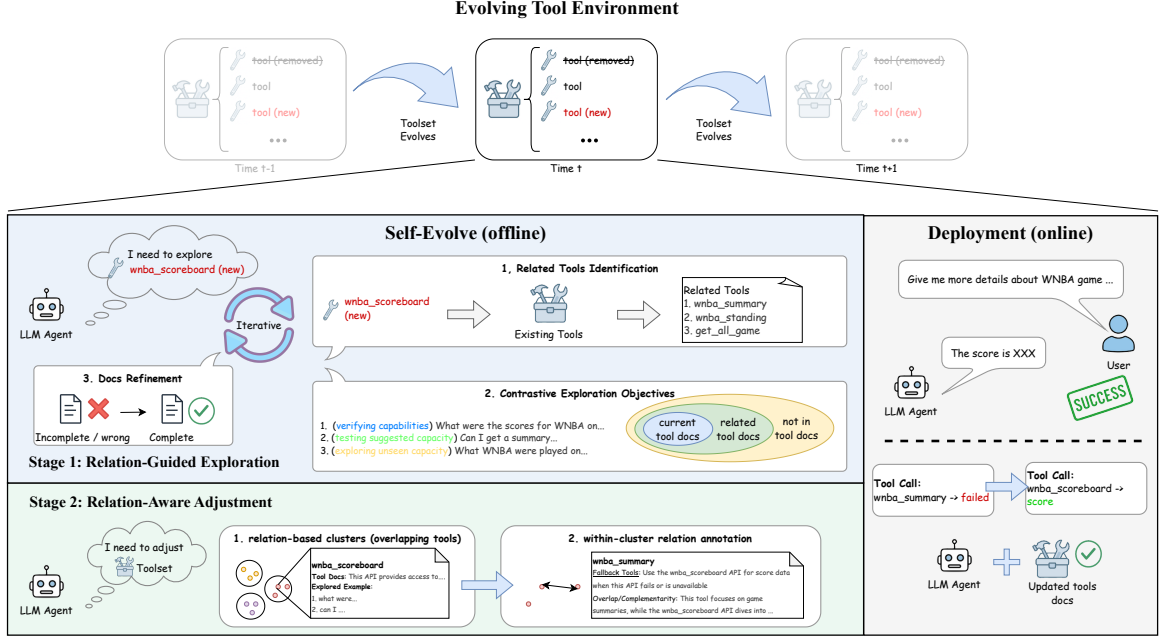 Evolving Tool Environment
tool (removed)
tool
tool (new)
...
Time t-1
Toolset
Evolves
tool (removed)
tool
tool (new)
...
Time t
Toolset
Evolves
tool (removed)
tool
tool (new)
...
Time t+1
Self-Evolve (offline)
I need to explore
wnba_scoreboard (new)
LLM Agent
Iterative
1, Related Tools Identification
wnba_scoreboard
(new)
Existing Tools
Related Tools
1. wnba_summary
2. wnba_standing
3. get_all_game
3. Docs Refinement
Incomplete / wrong
Complete
2. Contrastive Exploration Objectives
1. (verifying capabilities) What were the scores for WNBA on...
2. (testing suggested capacity) Can I get a summary...
3. (exploring unseen capacity) What WNBA were played on...
current
tool docs
related
tool docs
not in
tool docs
Stage 1: Relation-Guided Exploration
Stage 2: Relation-Aware Adjustment
I need to adjust
Toolset
LLM Agent
1. relation-based clusters (overlapping tools)
wnba_scoreboard
Tool Docs: This API provides access to....
Explored Example:
1. what were...
2. can I ....
2. within-cluster relation annotation
wnba_summary
Fallback Tools: Use the wnba_scoreboard API for score data
when this API fails or is unavailable
Overlap/Complementarity: This tool focuses on game
summaries, while the wnba_scoreboard API dives into ...
Deployment (online)
Give me more details about WNBA game ...
User
The score is XXX
LLM Agent
SUCCESS
Tool Call:
wnba_summary -> failed
Tool Call:
wnba_scoreboard ->
score
LLM Agent
Updated tools
docs